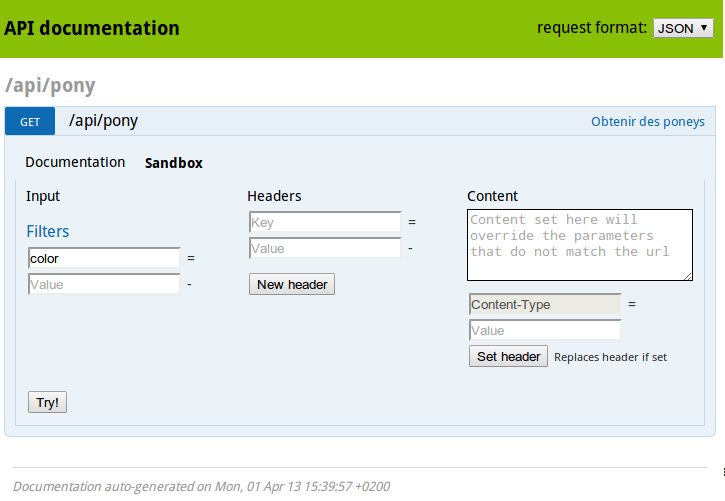 API documentation
request format: JSON ▼
/api/pony
GET /api/pony Obtenir des poneys
Documentation Sandbox
Input
Filters
color =
Value -
Try!
Headers
Key =
Value -
New header
Content
Content set here will
override the parameters
that do not match the url
Content-Type =
Value
Set header Replaces header if set
Documentation auto-generated on Mon, 01 Apr 13 15:39:57 +0200